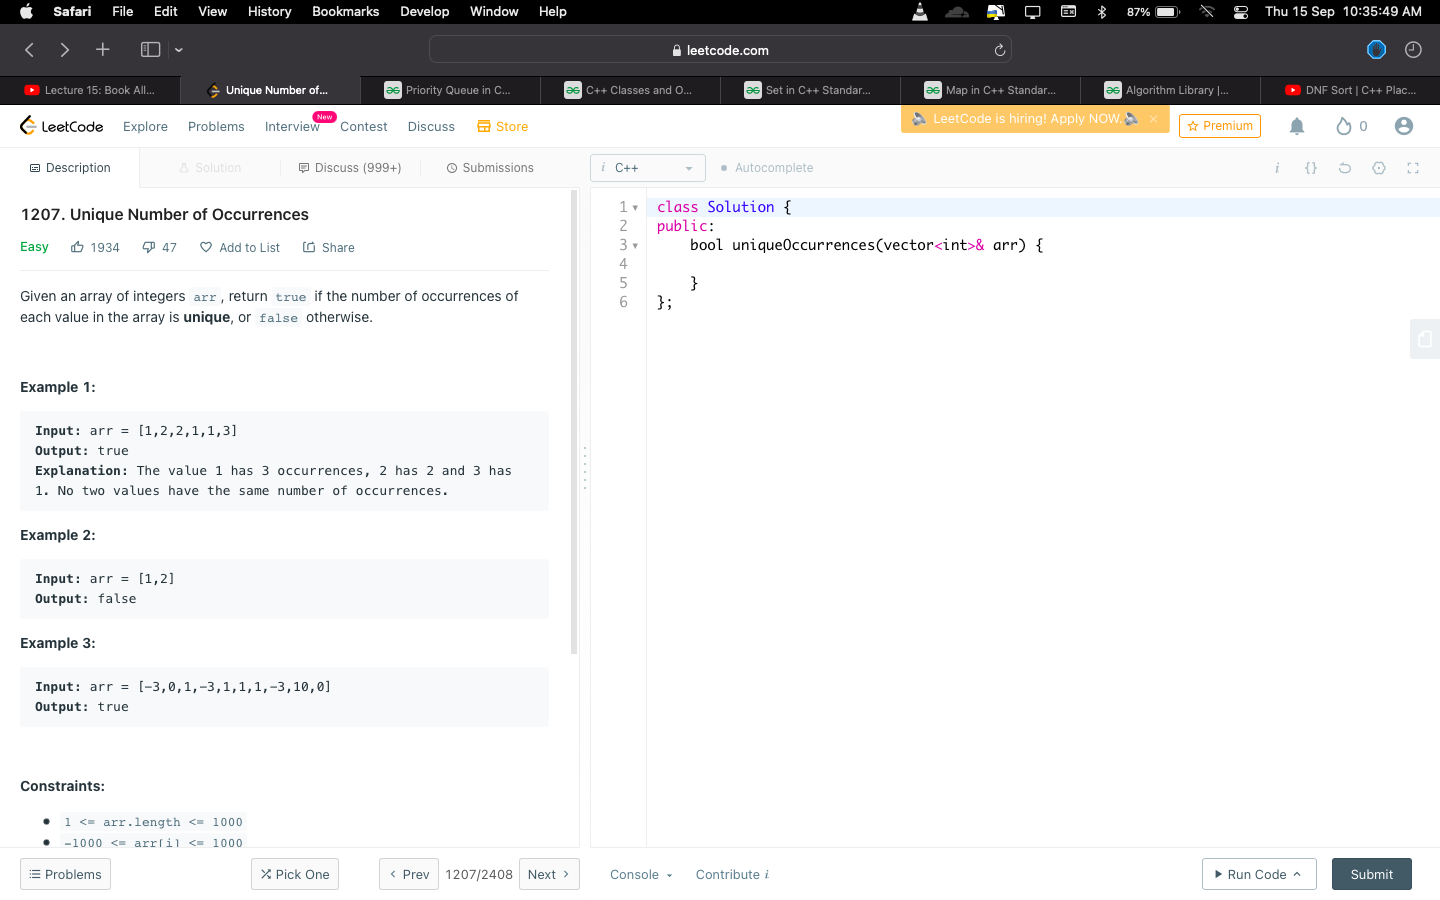 Safari File Edit View History Bookmarks Develop Window Help 87% Thu 15 Sep 10:35:49 AM
leetcode.com
Lecture 15: Book All... Unique Number of... Priority Queue in C... C++ Classes and O... Set in C++ Standar... Map in C++ Standar... Algorithm Library |... DNF Sort | C++ Plac...
LeetCode Explore Problems Interview New Contest Discuss Store LeetCode is hiring! Apply NOW. × Premium 0
Description Solution Discuss (999+) Submissions i C++ Autocomplete i {}
1207. Unique Number of Occurrences
Easy 1934 47 Add to List Share
Given an array of integers arr, return true if the number of occurrences of
each value in the array is unique, or false otherwise.
Example 1:
Input: arr = [1,2,2,1,1,3]
Output: true
Explanation: The value 1 has 3 occurrences, 2 has 2 and 3 has
1. No two values have the same number of occurrences.
Example 2:
Input: arr = [1,2]
Output: false
Example 3:
Input: arr = [-3,0,1,-3,1,1,1,-3,10,0]
Output: true
Constraints:
• 1 <= arr.length <= 1000
• -1000 <= arr[i] <= 1000
1 class Solution {
2 public:
3     bool uniqueOccurrences(vector<int>& arr) {
4
5     }
6 };
Problems Pick One < Prev 1207/2408 Next > Console Contribute i Run Code Submit